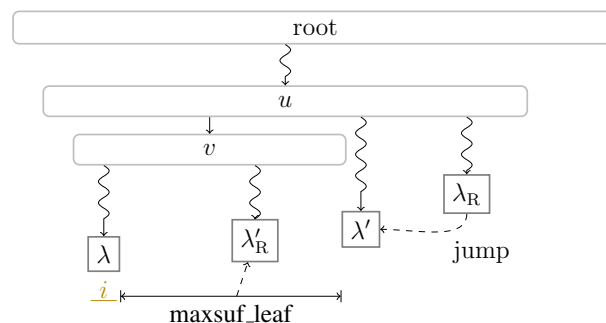 root
u
v
λ_R
λ'
λ'_R
λ
jump
i
maxsuf_leaf